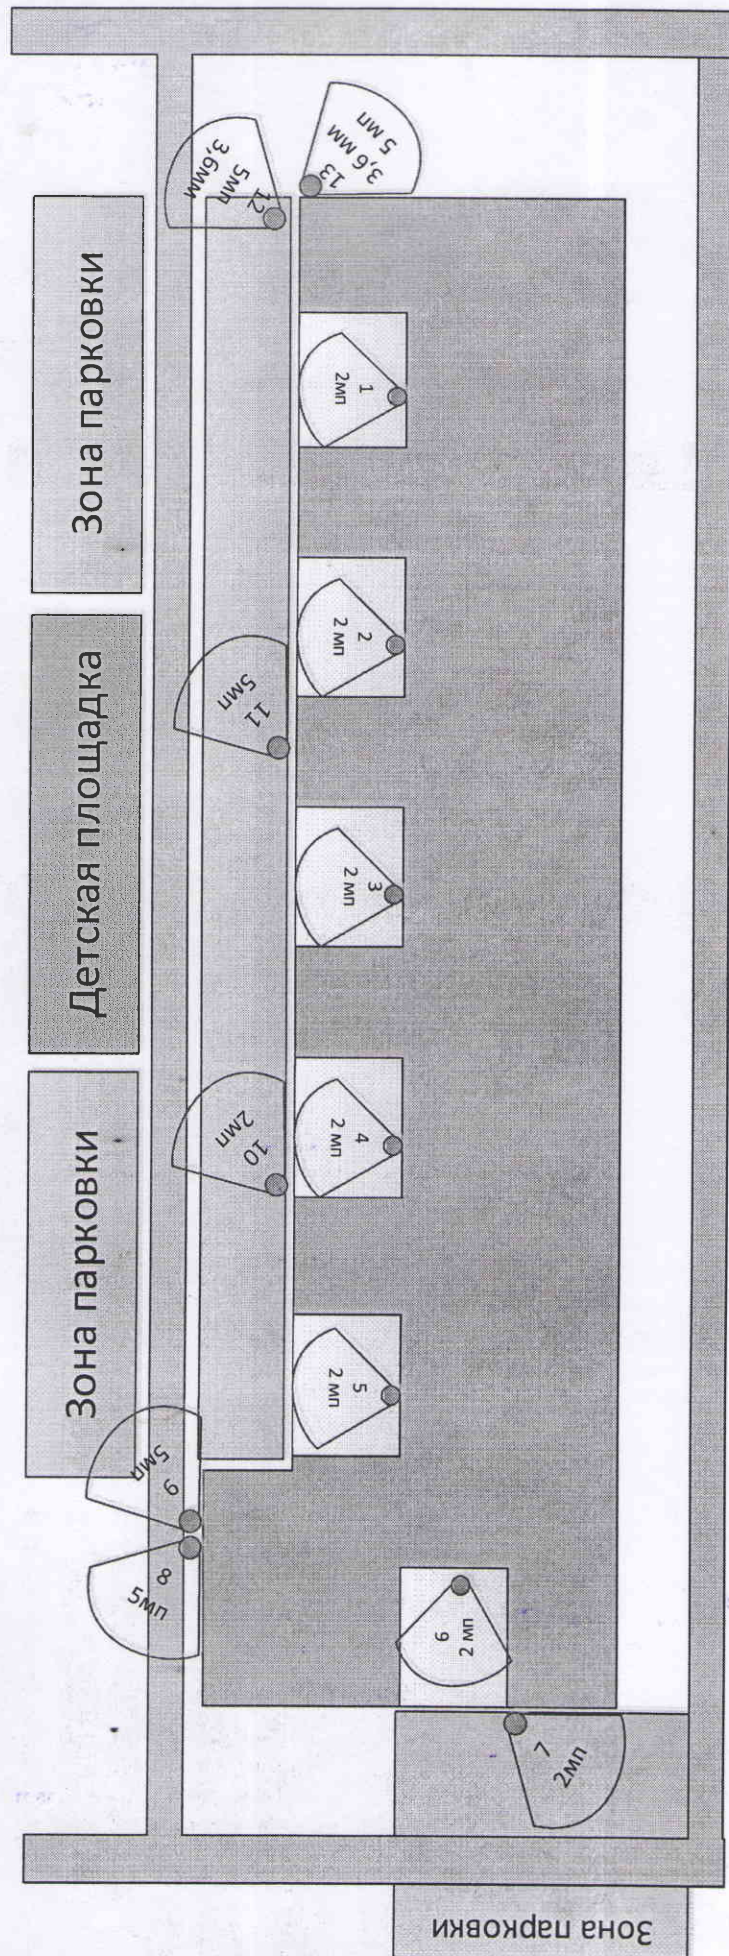 12
5мп
3,6мм
13
3,6 мм
5 мп
Зона парковки
1
2мп
2
2 мп
Детская площадка
11
5мп
3
2 мп
4
2 мп
10
2мп
Зона парковки
5
2 мп
9
5мп
8
5мп
6
2 мп
7
2мп
Зона парковки